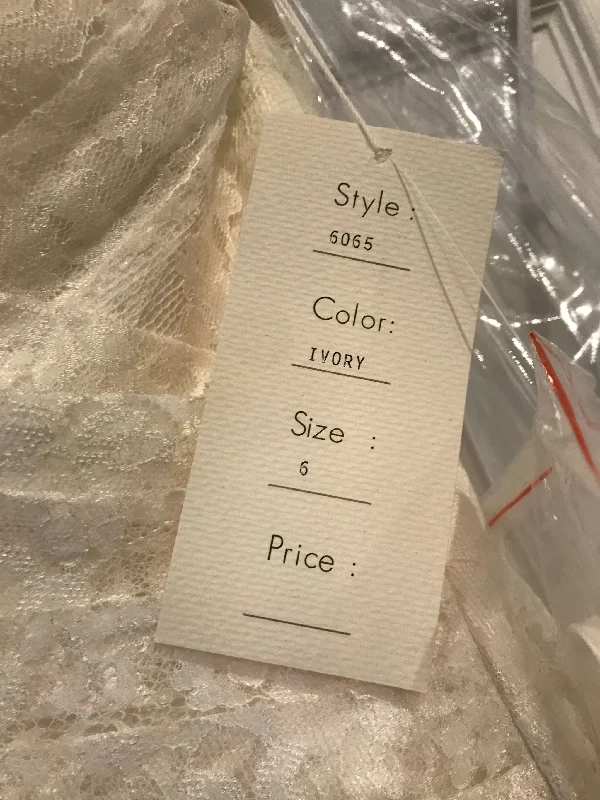 Style :
6065
Color:
IVORY
Size :
6
Price :